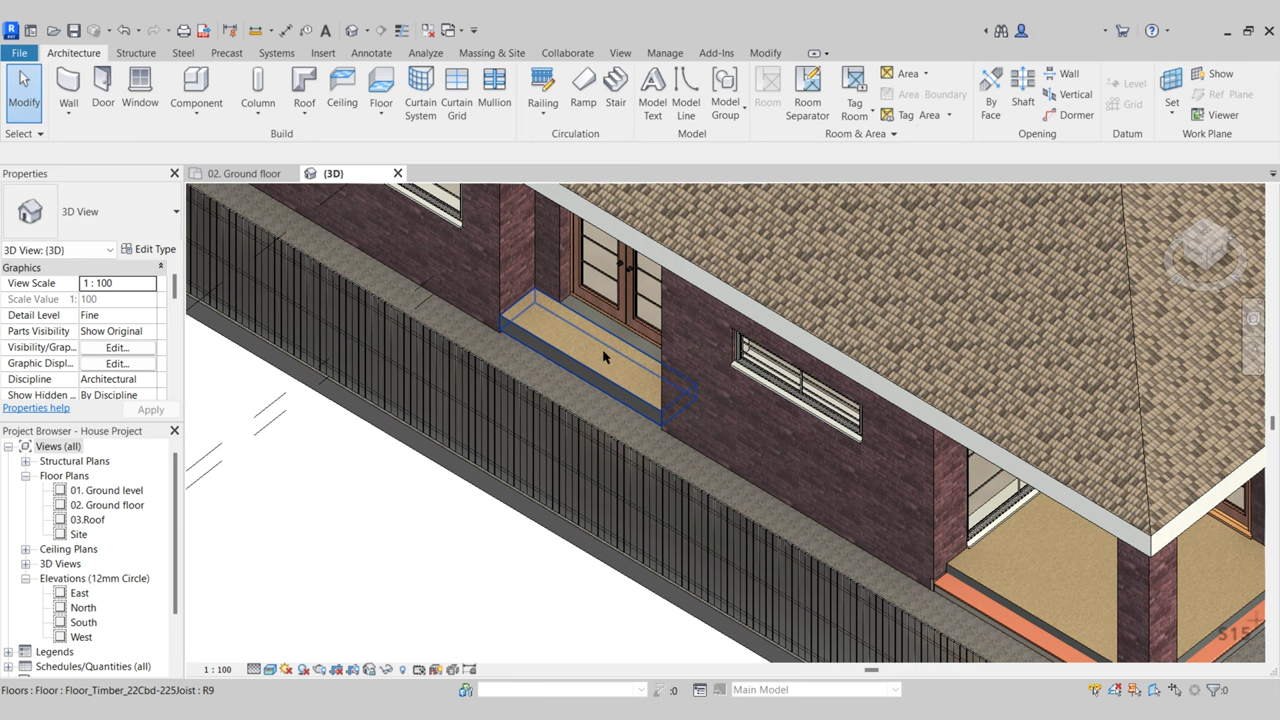 File Architecture Structure Steel Precast Systems Insert Annotate Analyze Massing & Site Collaborate View Manage Add-Ins Modify
Modify Wall Door Window Component Column Roof Ceiling Floor Curtain System Curtain Grid Mullion Railing Ramp Stair Model Text Model Line Model Group Room Room Separator Tag Room Area Area Boundary Tag Area By Face Shaft Wall Vertical Dormer Level Grid Set Show Ref Plane Viewer
Select Build Circulation Model Room & Area Opening Datum Work Plane
Properties 02. Ground floor {3D}
3D View
3D View: {3D} Edit Type
Graphics
View Scale 1 : 100
Scale Value 1: 100
Detail Level Fine
Parts Visibility Show Original
Visibility/Grap... Edit...
Graphic Displ... Edit...
Discipline Architectural
Show Hidden ... By Discipline
Properties help Apply
Project Browser - House Project
Views (all)
Structural Plans
Floor Plans
01. Ground level
02. Ground floor
03.Roof
Site
Ceiling Plans
3D Views
Elevations (12mm Circle)
East
North
South
West
Legends
Schedules/Quantities (all)
1 : 100
Floors: Floor : Floor_Timber_22Cbd-225Joist : R9 :0 Main Model :0